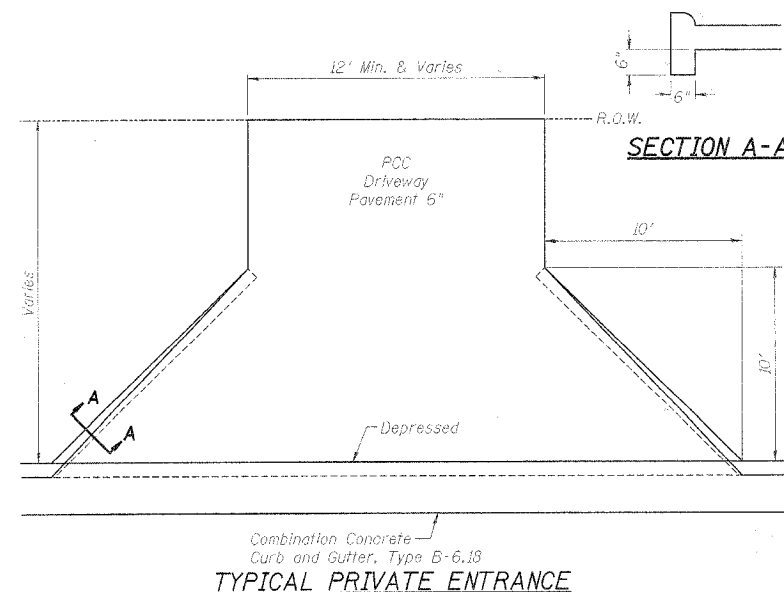 12' Min. & Varies
6"
6"
R.O.W.
SECTION A-A
PCC
Driveway
Pavement 6"
10'
Varies
10'
A
A
Depressed
Combination Concrete
Curb and Gutter, Type B-6.18
TYPICAL PRIVATE ENTRANCE